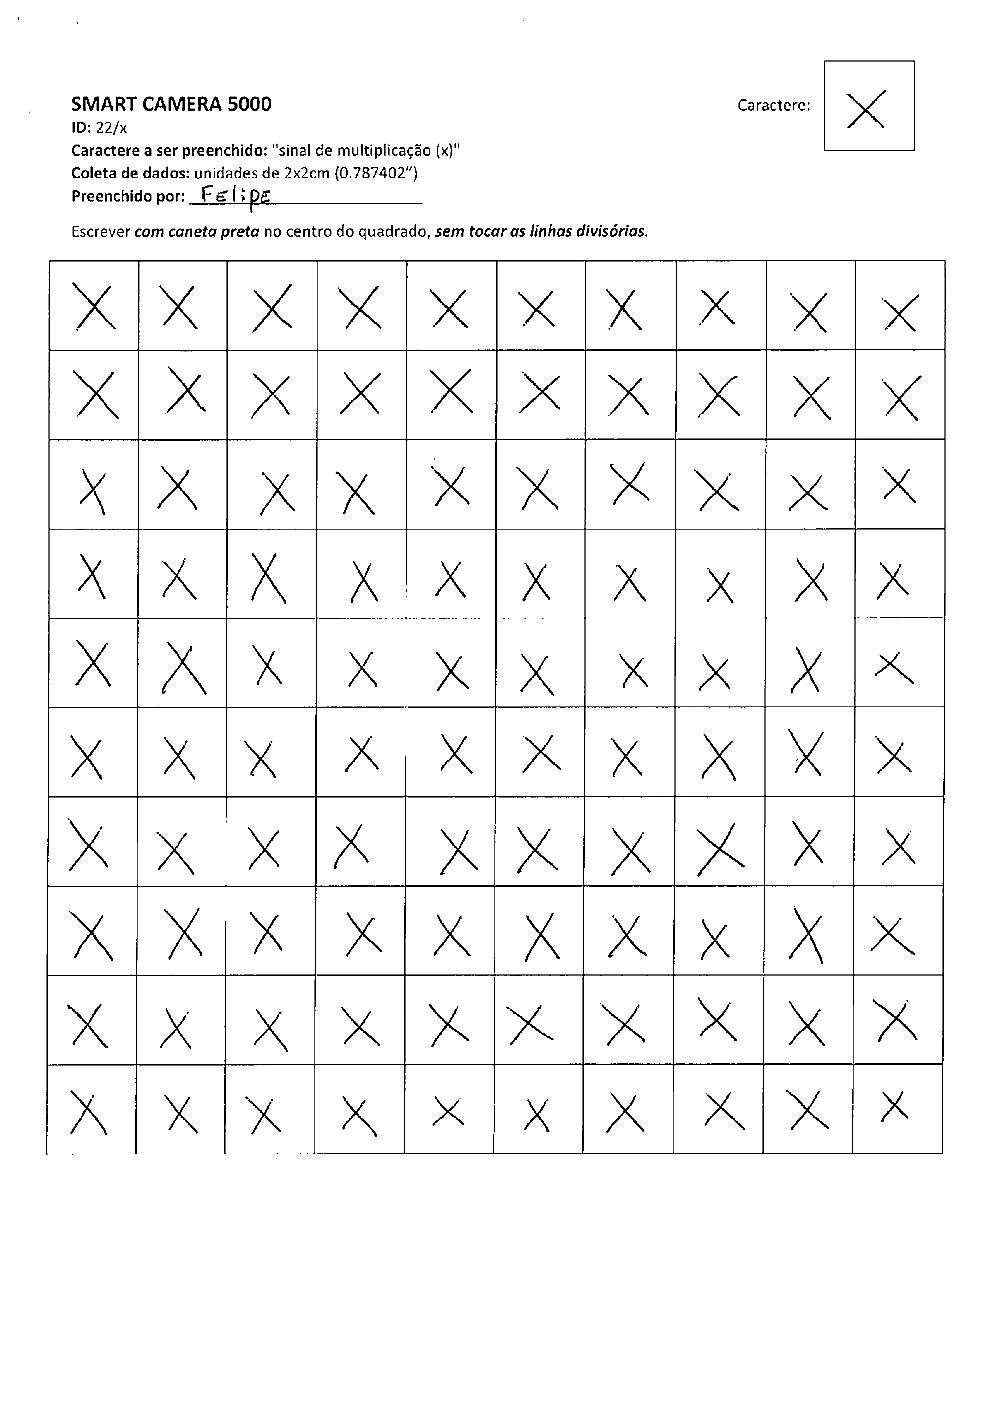 SMART CAMERA 5000
Caractere: X
ID: 22/x
Caractere a ser preenchido: "sinal de multiplicação (x)"
Coleta de dados: unidades de 2x2cm (0.787402”)
Preenchido por: Felipe
Escrever com caneta preta no centro do quadrado, sem tocar as linhas divisórias.
X X X X X X X X X X
X X X X X X X X X X
X X X X X X X X X X
X X X X X X X X X X
X X X X X X X X X X
X X X X X X X X X X
X X X X X X X X X X
X X X X X X X X X X
X X X X X X X X X X
X X X X X X X X X X